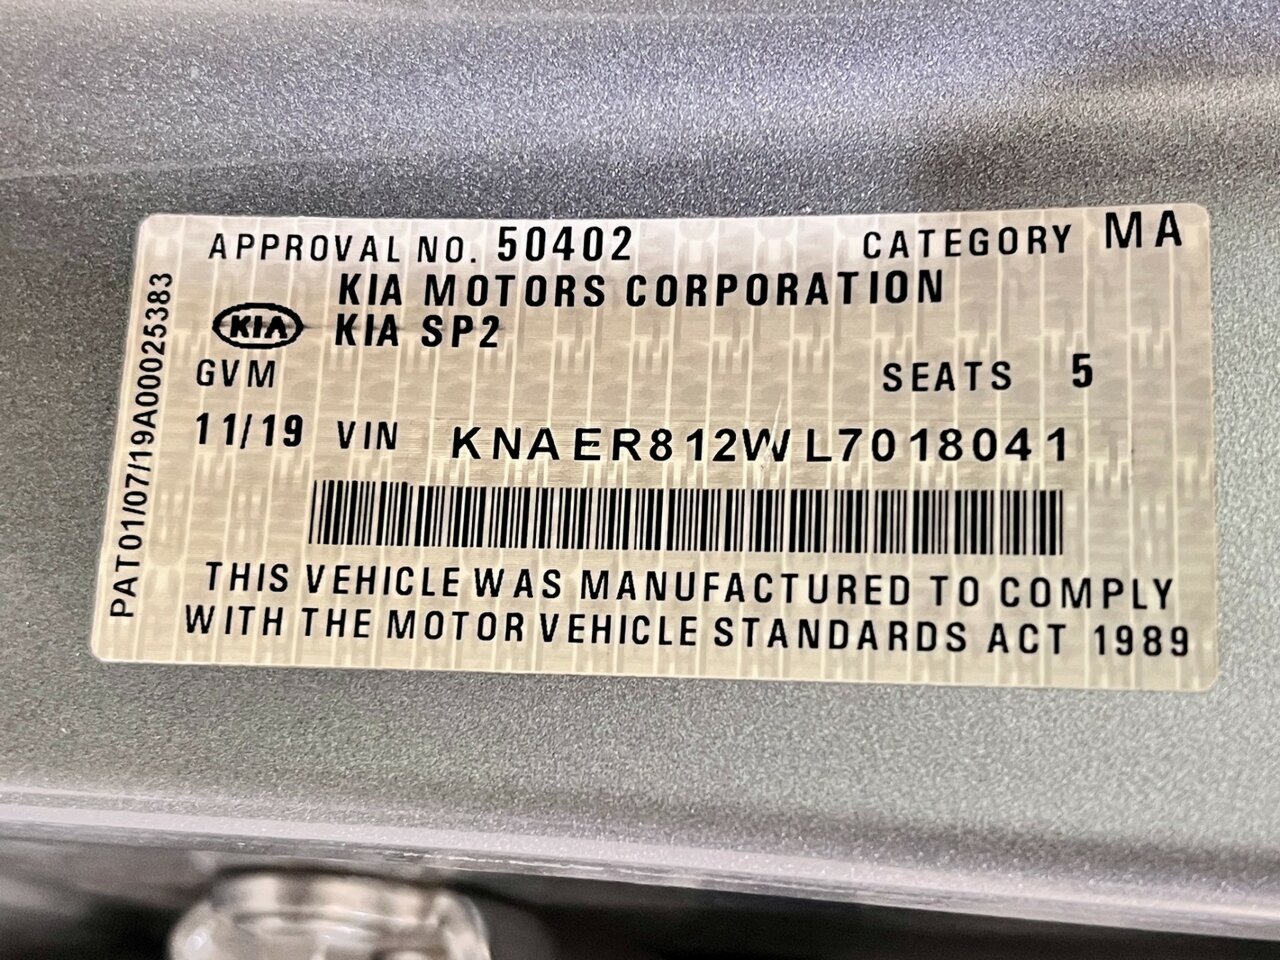 APPROVAL NO. 50402 CATEGORY MA
KIA MOTORS CORPORATION
KIA KIA SP2
GVM SEATS 5
11/19 VIN KNAER812WL7018041
THIS VEHICLE WAS MANUFACTURED TO COMPLY
WITH THE MOTOR VEHICLE STANDARDS ACT 1989
PAT01/07/19A00025383